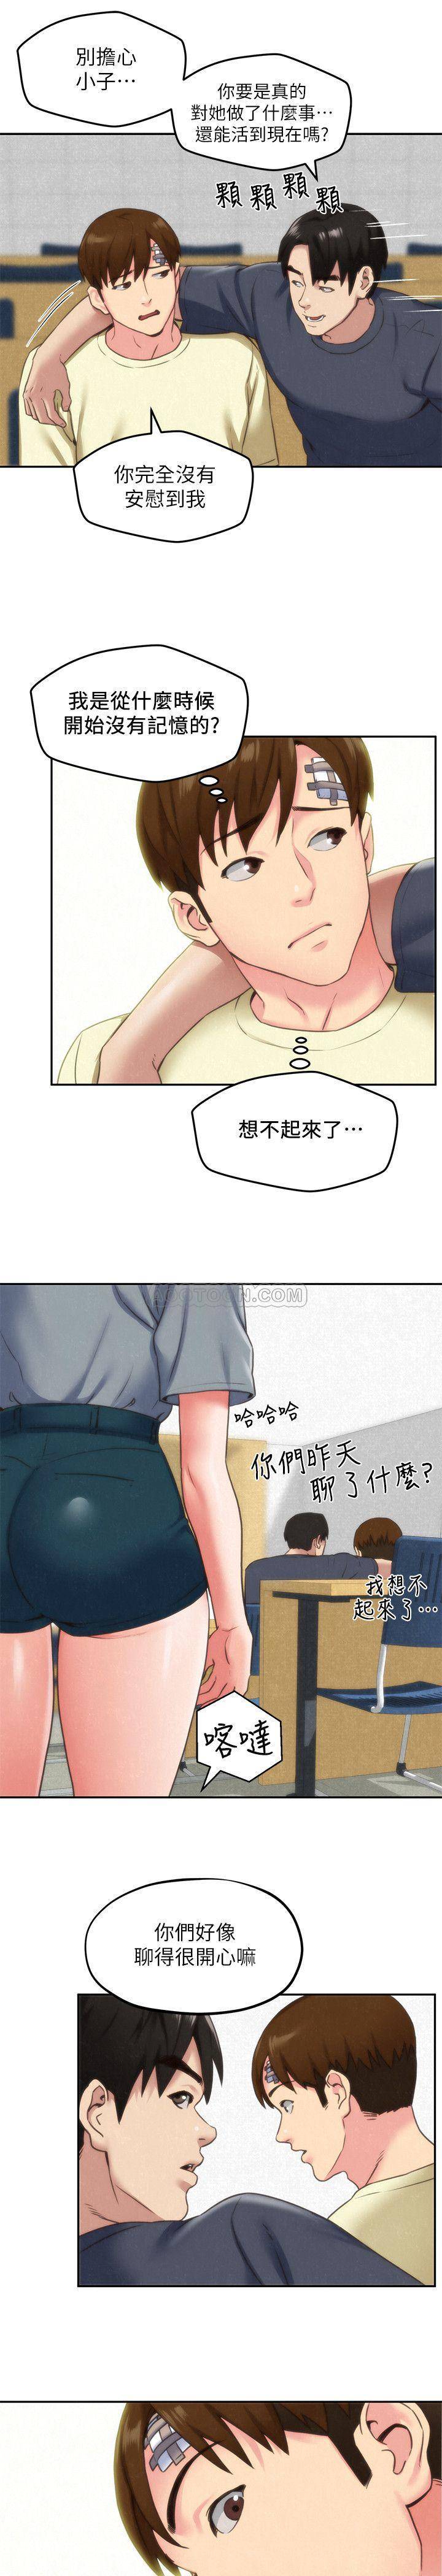 別擔心
小子…
你要是真的
對她做了什麼事…
還能活到現在嗎?
顆顆顆顆
你完全沒有
安慰到我
我是從什麼時候
開始沒有記憶的?
想不起來了…
ADDTOON.COM
哈哈哈
你們昨天
聊了什麼?
我想不
起來了…
喀噠
你們好像
聊得很開心嘛